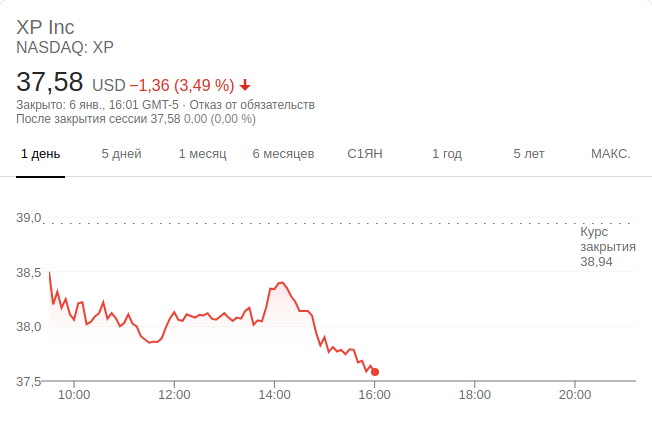 XP Inc
NASDAQ: XP
37,58 USD −1,36 (3,49 %)
Закрыто: 6 янв., 16:01 GMT-5 · Отказ от обязательств
После закрытия сессии 37,58 0,00 (0,00 %)
1 день 5 дней 1 месяц 6 месяцев С1ЯН 1 год 5 лет МАКС.
39,0
Курс
закрытия
38,94
38,5
38,0
37,5
10:00 12:00 14:00 16:00 18:00 20:00